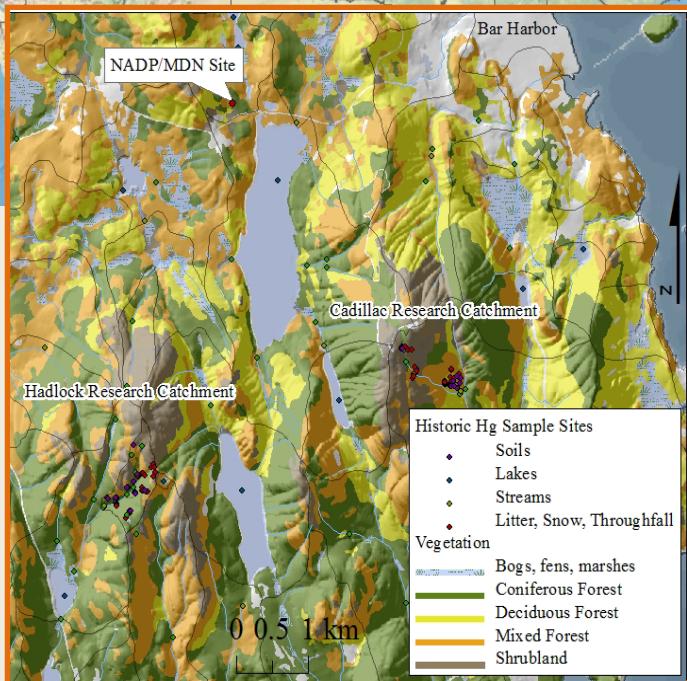 Bar Harbor
NADP/MDN Site
N
Cadillac Research Catchment
Hadlock Research Catchment
Historic Hg Sample Sites
Soils
Lakes
Streams
Litter, Snow, Throughfall
Vegetation
Bogs, fens, marshes
Coniferous Forest
Deciduous Forest
Mixed Forest
Shrubland
0 0.5 1 km